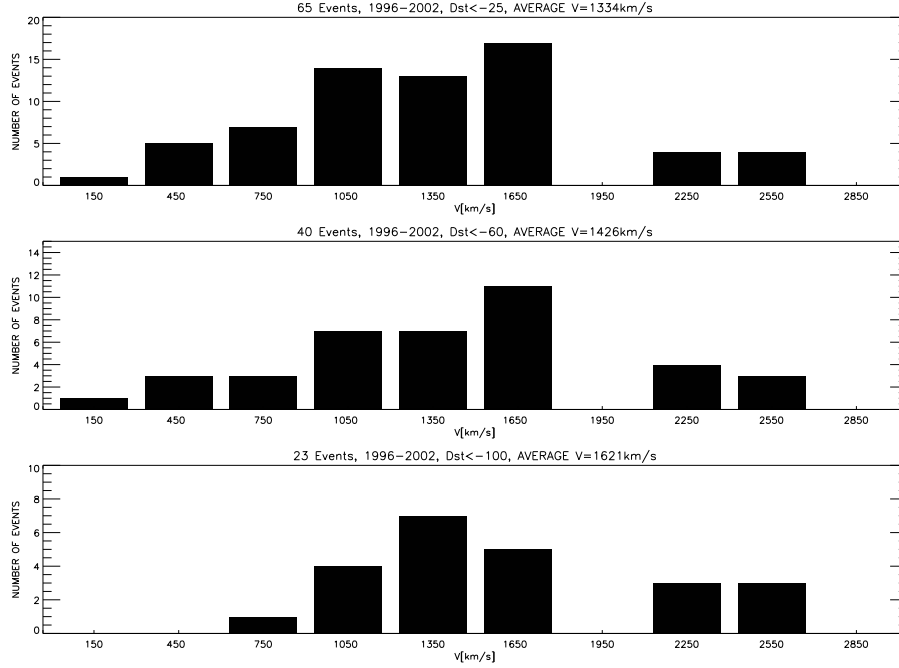 65 Events, 1996-2002, Dst<-25, AVERAGE V=1334km/s
20
15
10
5
0
NUMBER OF EVENTS
150 450 750 1050 1350 1650 1950 2250 2550 2850
V[km/s]
40 Events, 1996-2002, Dst<-60, AVERAGE V=1426km/s
14
12
10
8
6
4
2
0
NUMBER OF EVENTS
150 450 750 1050 1350 1650 1950 2250 2550 2850
V[km/s]
23 Events, 1996-2002, Dst<-100, AVERAGE V=1621km/s
10
8
6
4
2
0
NUMBER OF EVENTS
150 450 750 1050 1350 1650 1950 2250 2550 2850
V[km/s]